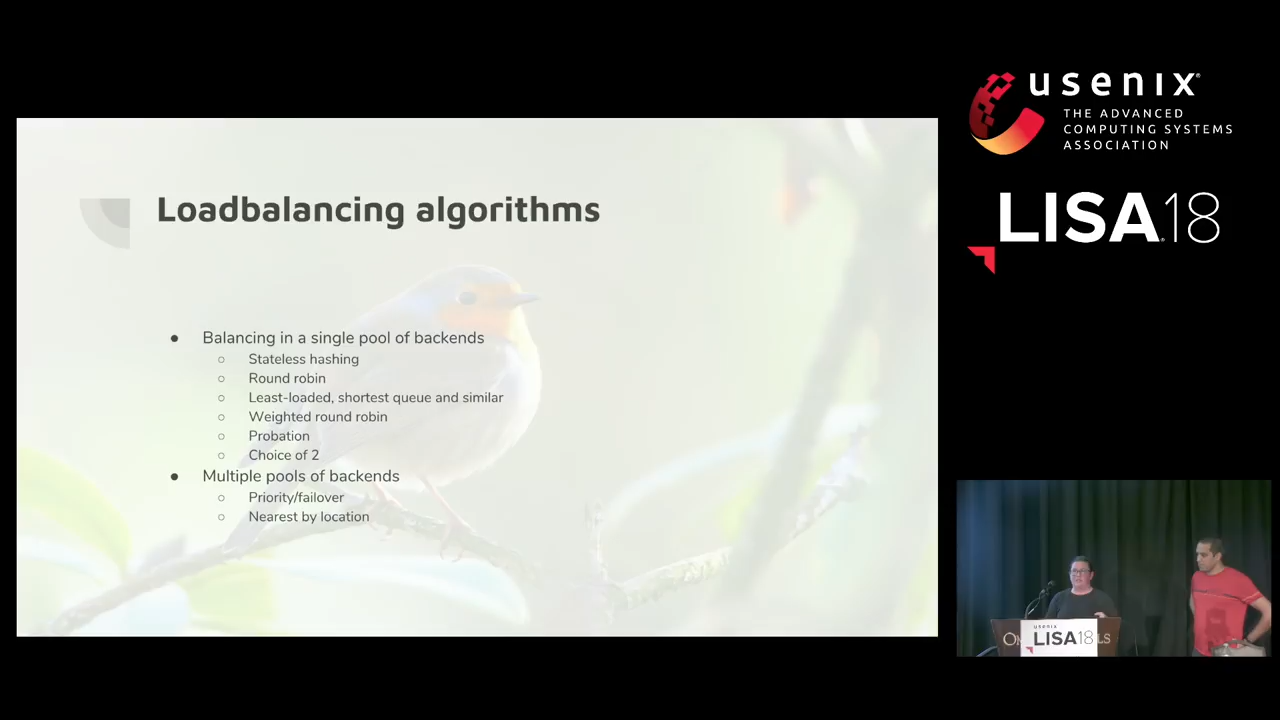 Loadbalancing algorithms
● Balancing in a single pool of backends
○ Stateless hashing
○ Round robin
○ Least-loaded, shortest queue and similar
○ Weighted round robin
○ Probation
○ Choice of 2
● Multiple pools of backends
○ Priority/failover
○ Nearest by location
usenix®
THE ADVANCED
COMPUTING SYSTEMS
ASSOCIATION
LISA18
usenix
LISA18